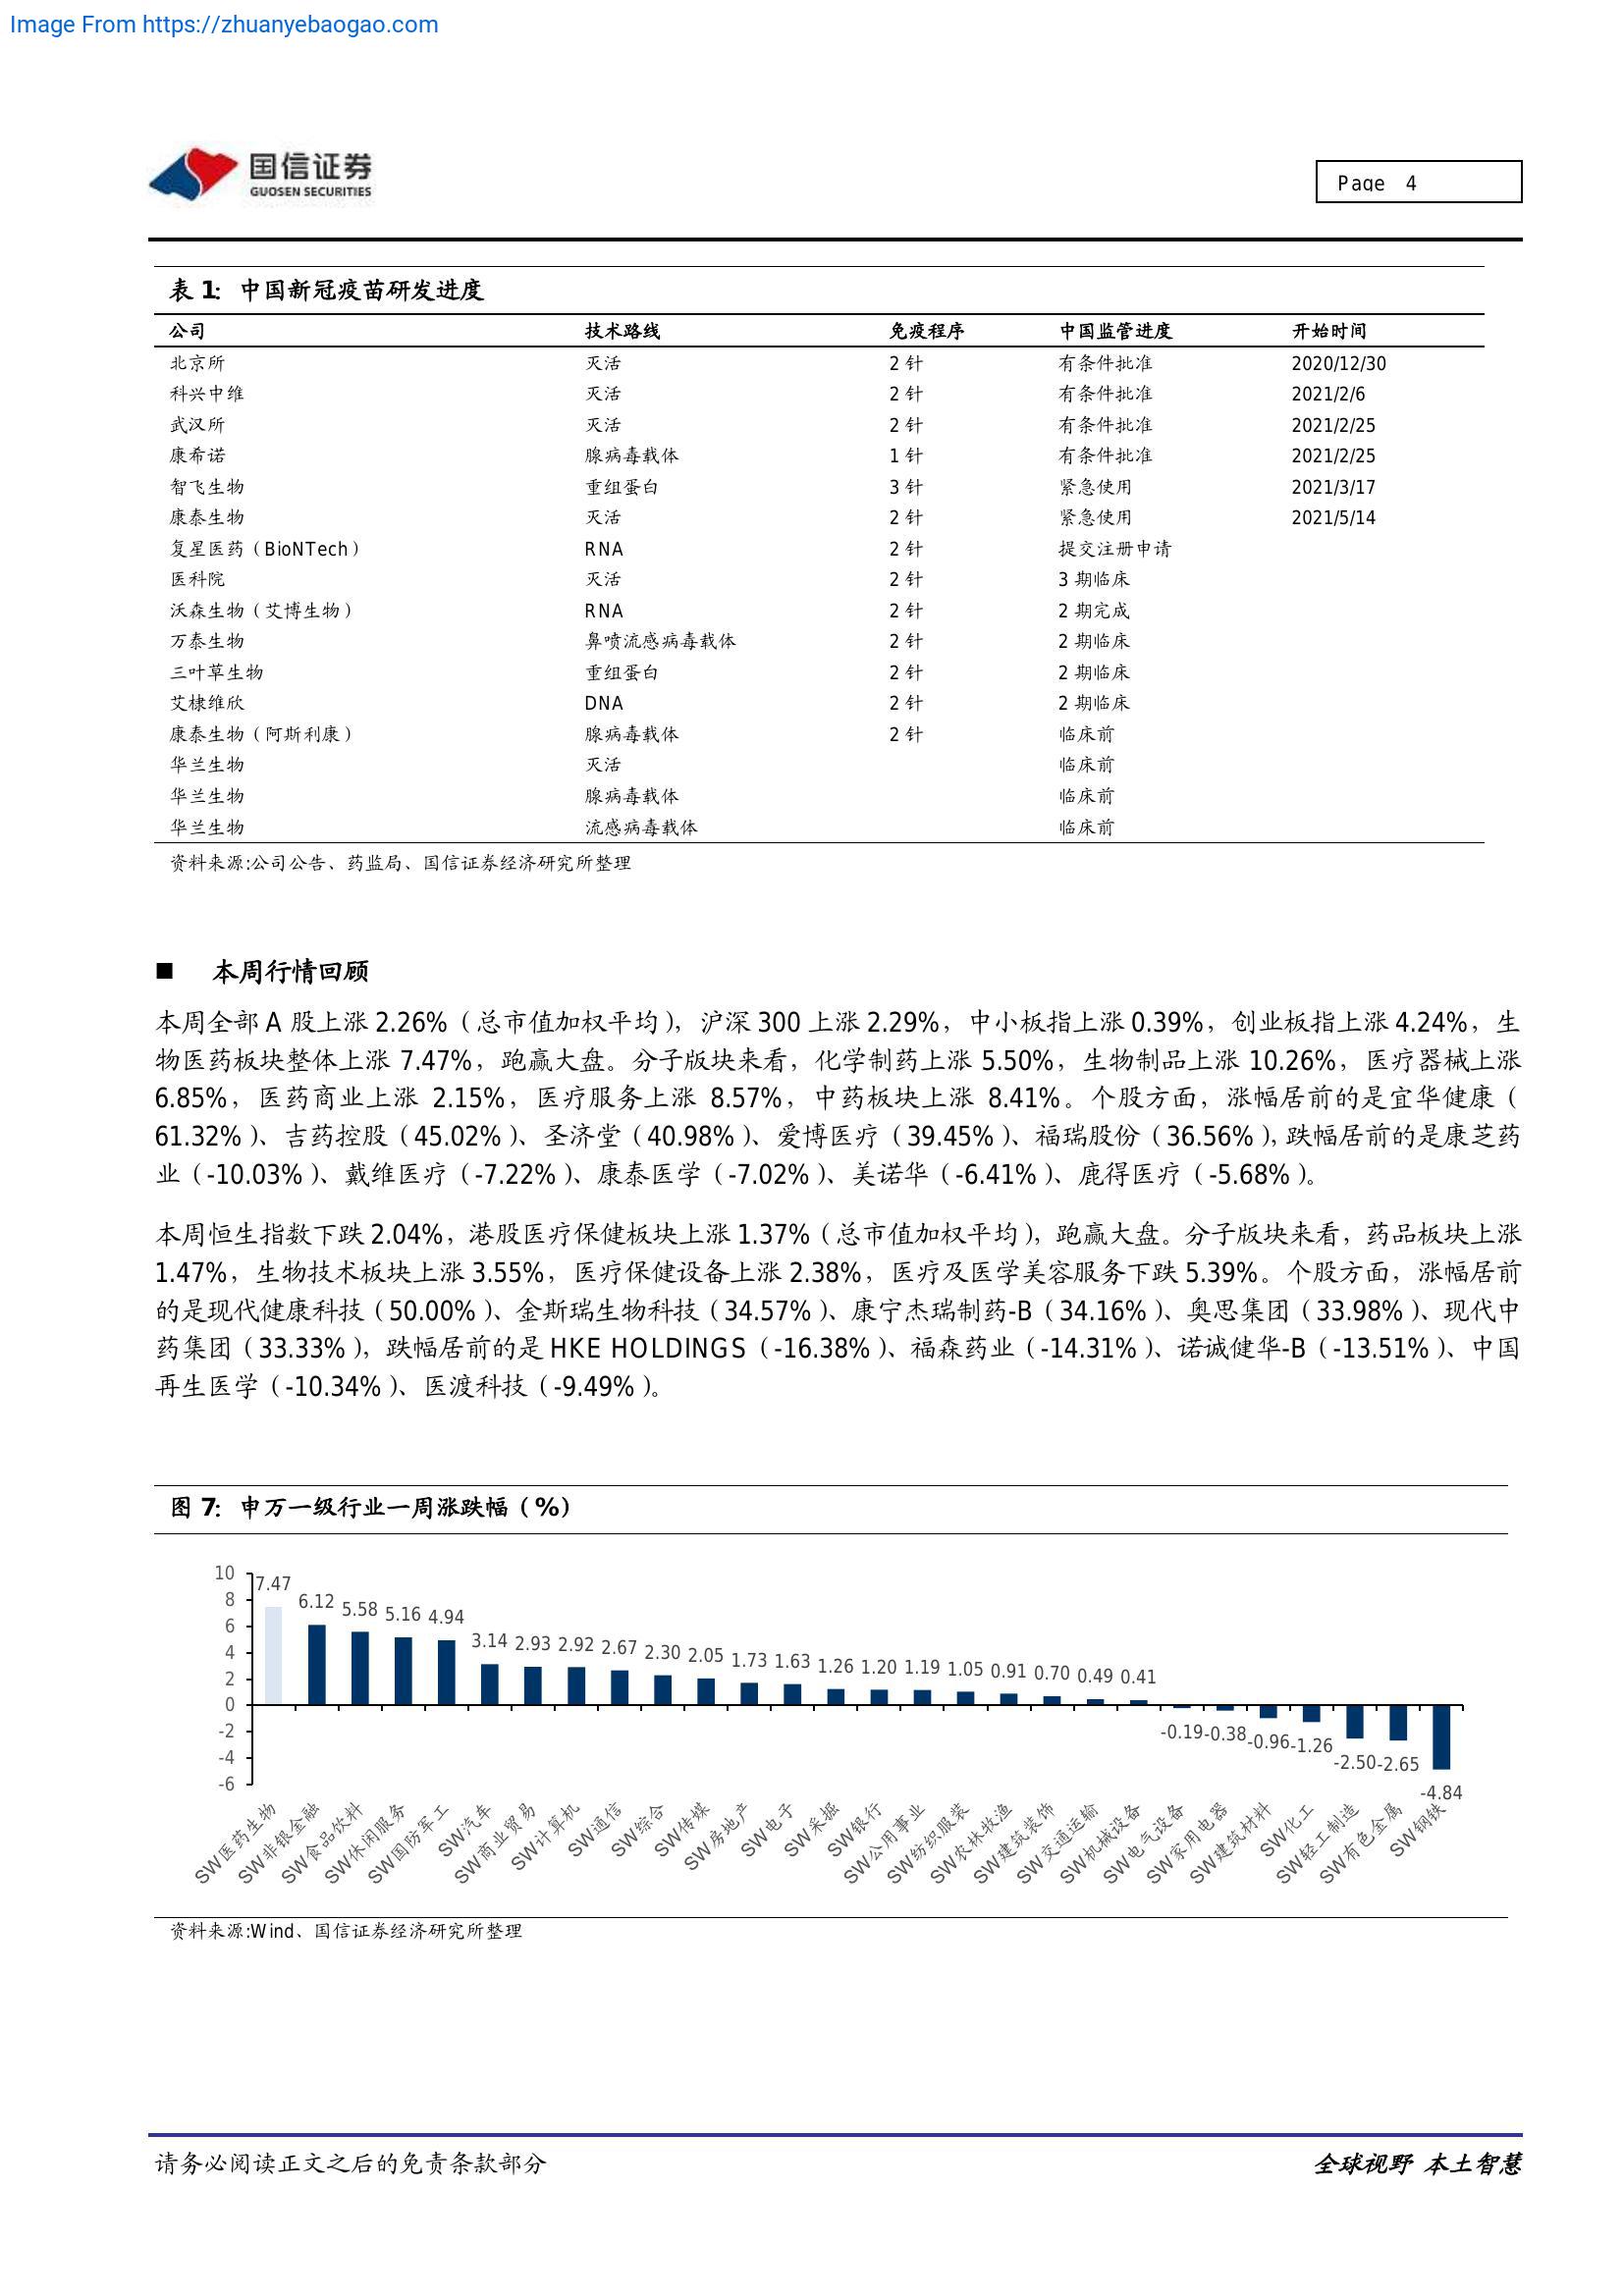 Image From https://zhuanyebaogao.com
国信证券
GUOSEN SECURITIES
Page 4
表 1: 中国新冠疫苗研发进度
公司 技术路线 免疫程序 中国监管进度 开始时间
北京所 灭活 2 针 有条件批准 2020/12/30
科兴中维 灭活 2 针 有条件批准 2021/2/6
武汉所 灭活 2 针 有条件批准 2021/2/25
康希诺 腺病毒载体 1 针 有条件批准 2021/2/25
智飞生物 重组蛋白 3 针 紧急使用 2021/3/17
康泰生物 灭活 2 针 紧急使用 2021/5/14
复星医药（BioNTech） RNA 2 针 提交注册申请
医科院 灭活 2 针 3 期临床
沃森生物（艾博生物） RNA 2 针 2 期完成
万泰生物 鼻喷流感病毒载体 2 针 2 期临床
三叶草生物 重组蛋白 2 针 2 期临床
艾棣维欣 DNA 2 针 2 期临床
康泰生物（阿斯利康） 腺病毒载体 2 针 临床前
华兰生物 灭活 临床前
华兰生物 腺病毒载体 临床前
华兰生物 流感病毒载体 临床前
资料来源:公司公告、药监局、国信证券经济研究所整理
■ 本周行情回顾
本周全部 A 股上涨 2.26%（总市值加权平均），沪深 300 上涨 2.29%，中小板指上涨 0.39%，创业板指上涨 4.24%，生
物医药板块整体上涨 7.47%，跑赢大盘。分子版块来看，化学制药上涨 5.50%，生物制品上涨 10.26%，医疗器械上涨
6.85%，医药商业上涨 2.15%，医疗服务上涨 8.57%，中药板块上涨 8.41%。个股方面，涨幅居前的是宜华健康（
61.32%）、吉药控股（45.02%）、圣济堂（40.98%）、爱博医疗（39.45%）、福瑞股份（36.56%），跌幅居前的是康芝药
业（-10.03%）、戴维医疗（-7.22%）、康泰医学（-7.02%）、美诺华（-6.41%）、鹿得医疗（-5.68%）。
本周恒生指数下跌 2.04%，港股医疗保健板块上涨 1.37%（总市值加权平均），跑赢大盘。分子版块来看，药品板块上涨
1.47%，生物技术板块上涨 3.55%，医疗保健设备上涨 2.38%，医疗及医学美容服务下跌 5.39%。个股方面，涨幅居前
的是现代健康科技（50.00%）、金斯瑞生物科技（34.57%）、康宁杰瑞制药-B（34.16%）、奥思集团（33.98%）、现代中
药集团（33.33%），跌幅居前的是 HKE HOLDINGS（-16.38%）、福森药业（-14.31%）、诺诚健华-B（-13.51%）、中国
再生医学（-10.34%）、医渡科技（-9.49%）。
图 7: 申万一级行业一周涨跌幅（%）
10
8
6
4
2
0
-2
-4
-6
7.47 6.12 5.58 5.16 4.94 3.14 2.93 2.92 2.67 2.30 2.05 1.73 1.63 1.26 1.20 1.19 1.05 0.91 0.70 0.49 0.41 -0.19 -0.38 -0.96 -1.26 -2.50 -2.65 -4.84
SW医药生物 SW非银金融 SW食品饮料 SW休闲服务 SW国防军工 SW汽车 SW商业贸易 SW计算机 SW通信 SW综合 SW传媒 SW房地产 SW电子 SW采掘 SW银行 SW公用事业 SW纺织服装 SW农林牧渔 SW建筑装饰 SW交通运输 SW机械设备 SW电气设备 SW家用电器 SW建筑材料 SW化工 SW轻工制造 SW有色金属 SW钢铁
资料来源:Wind、国信证券经济研究所整理
请务必阅读正文之后的免责条款部分
全球视野 本土智慧